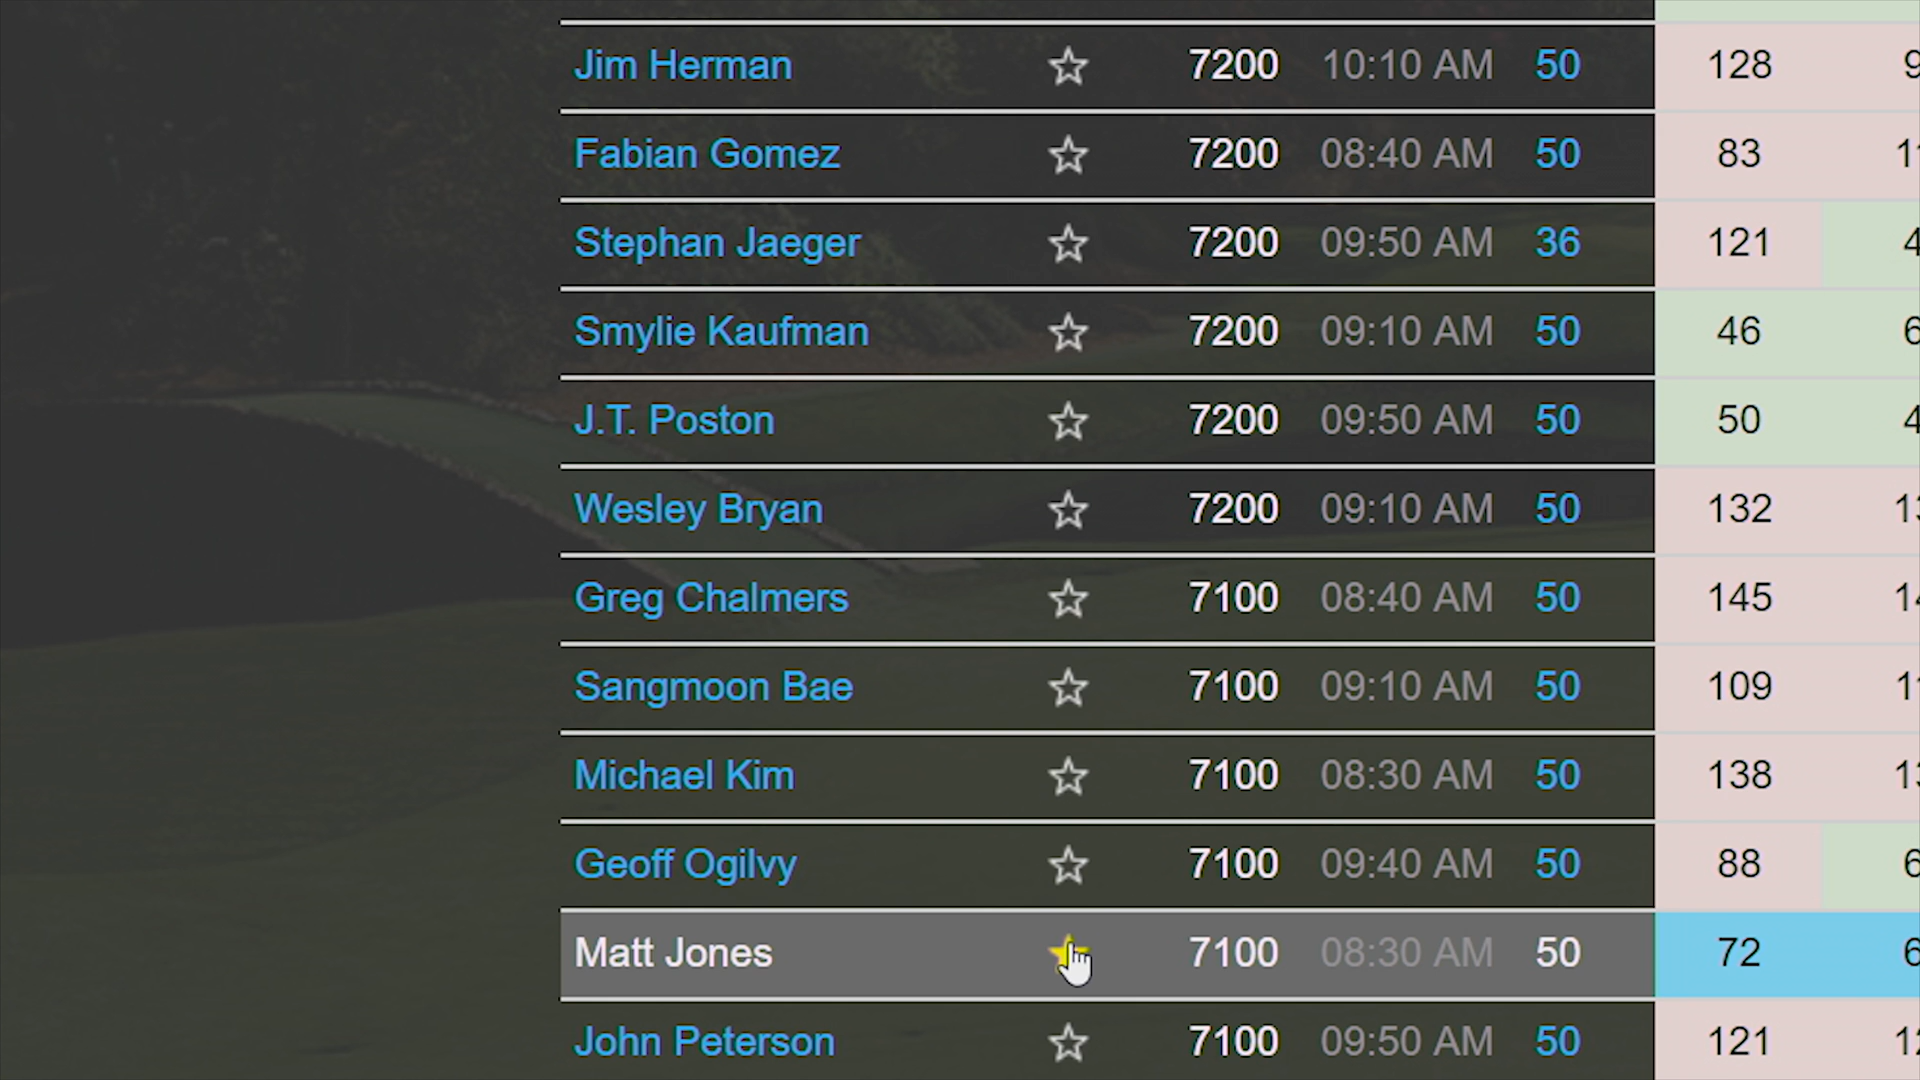 Jim Herman 7200 10:10 AM 50 128
Fabian Gomez 7200 08:40 AM 50 83
Stephan Jaeger 7200 09:50 AM 36 121
Smylie Kaufman 7200 09:10 AM 50 46
J.T. Poston 7200 09:50 AM 50 50
Wesley Bryan 7200 09:10 AM 50 132
Greg Chalmers 7100 08:40 AM 50 145
Sangmoon Bae 7100 09:10 AM 50 109
Michael Kim 7100 08:30 AM 50 138
Geoff Ogilvy 7100 09:40 AM 50 88
Matt Jones 7100 08:30 AM 50 72
John Peterson 7100 09:50 AM 50 121